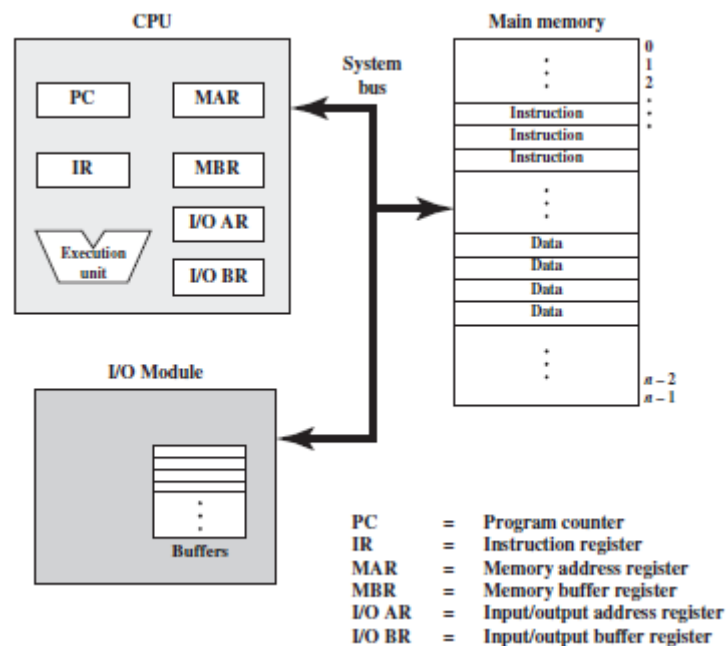 CPU
Main memory
System
bus
PC
MAR
IR
MBR
I/O AR
I/O BR
Execution
unit
0
1
2
Instruction
Instruction
Instruction
Data
Data
Data
Data
n – 2
n – 1
I/O Module
Buffers
PC = Program counter
IR = Instruction register
MAR = Memory address register
MBR = Memory buffer register
I/O AR = Input/output address register
I/O BR = Input/output buffer register